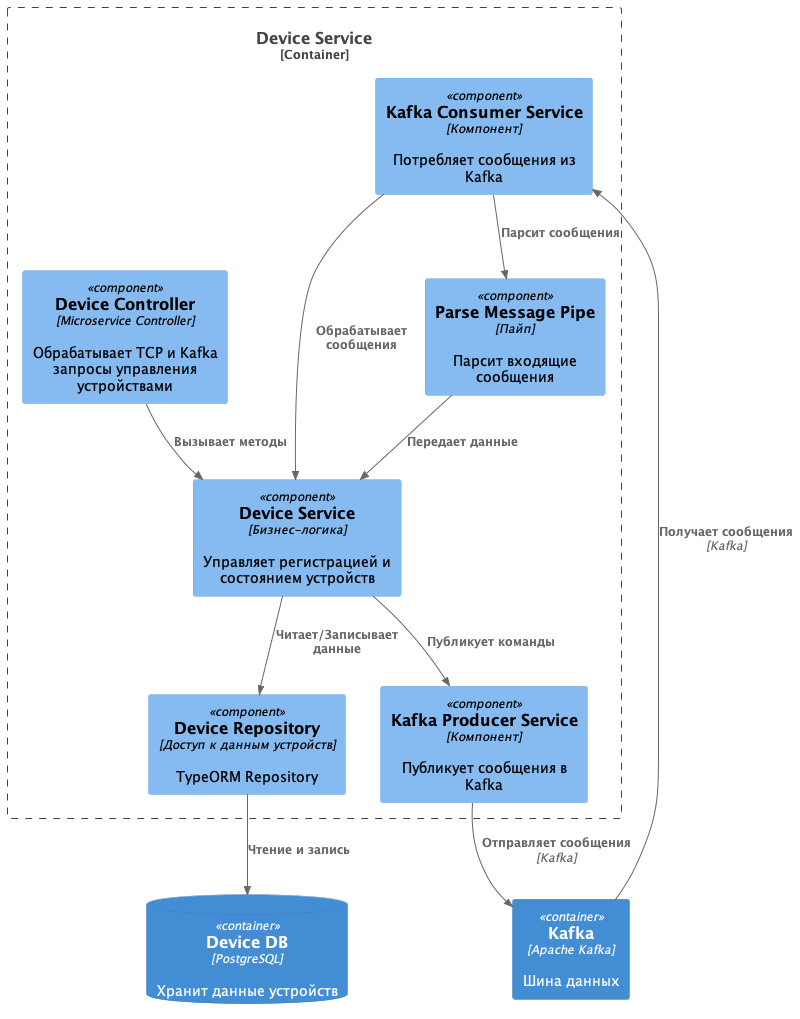 Device Service
[Container]
«component»
Kafka Consumer Service
[Компонент]
Потребляет сообщения из
Kafka
Парсит сообщения
«component»
Device Controller
[Microservice Controller]
Обрабатывает TCP и Kafka
запросы управления
устройствами
Обрабатывает
сообщения
«component»
Parse Message Pipe
[Пайп]
Парсит входящие
сообщения
Вызывает методы
Передает данные
«component»
Device Service
[Бизнес-логика]
Управляет регистрацией и
состоянием устройств
Получает сообщения
[Kafka]
Читает/Записывает
данные
Публикует команды
«component»
Device Repository
[Доступ к данным устройств]
TypeORM Repository
«component»
Kafka Producer Service
[Компонент]
Публикует сообщения в
Kafka
Чтение и запись
Отправляет сообщения
[Kafka]
«container»
Device DB
[PostgreSQL]
Хранит данные устройств
«container»
Kafka
[Apache Kafka]
Шина данных